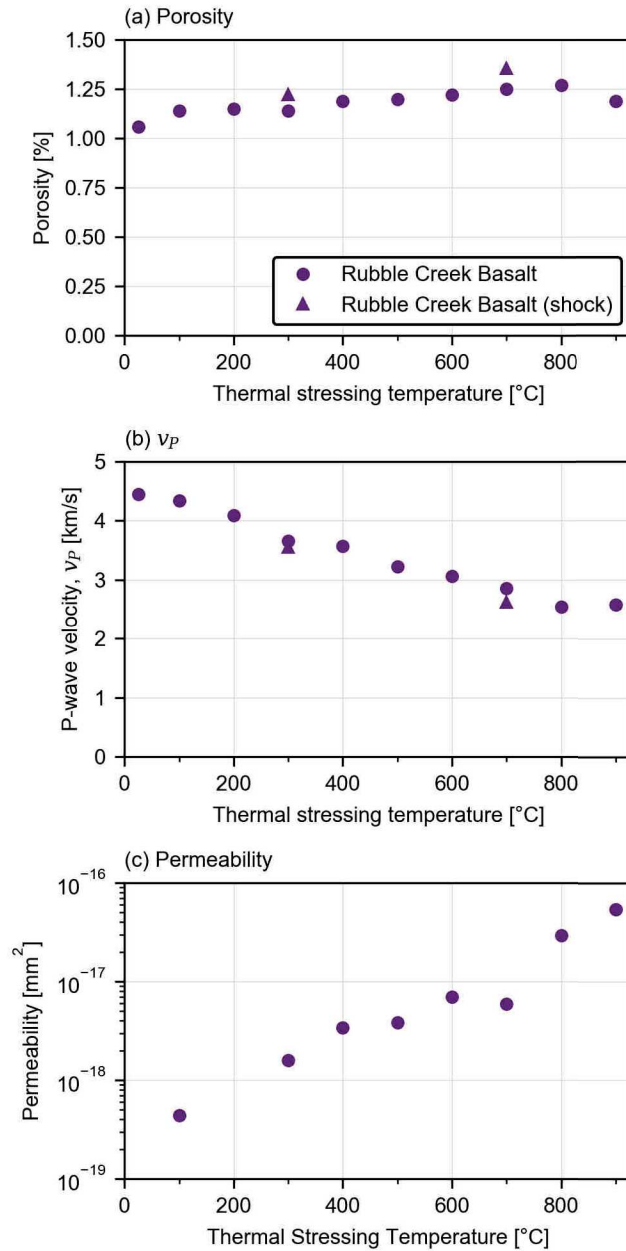 (a) Porosity
1.50
1.25
1.00
0.75
0.50
0.25
0.00
Porosity [%]
Rubble Creek Basalt
Rubble Creek Basalt (shock)
0 200 400 600 800
Thermal stressing temperature [°C]
(b) v_P
5
4
3
2
1
0
P-wave velocity, v_P [km/s]
0 200 400 600 800
Thermal stressing temperature [°C]
(c) Permeability
10⁻¹⁶
10⁻¹⁷
10⁻¹⁸
10⁻¹⁹
Permeability [mm²]
0 200 400 600 800
Thermal Stressing Temperature [°C]